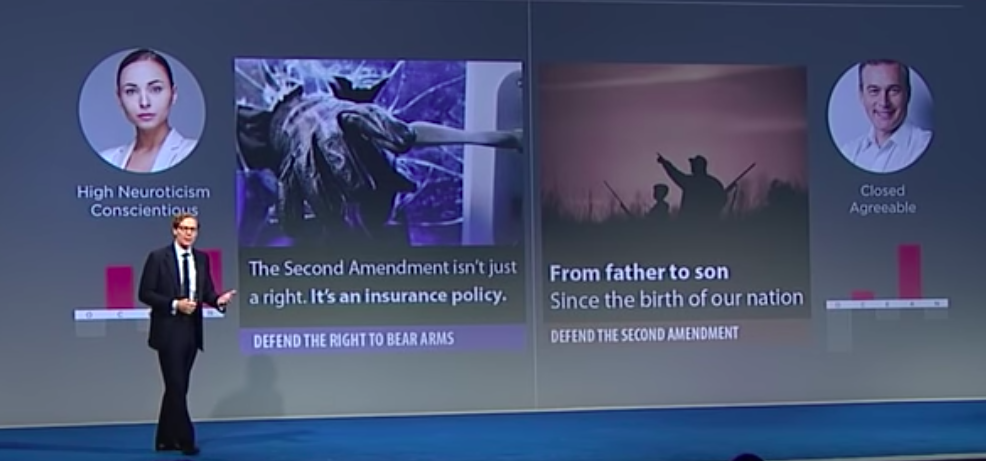 High Neuroticism
Conscientious
The Second Amendment isn't just
a right. It's an insurance policy.
DEFEND THE RIGHT TO BEAR ARMS
From father to son
Since the birth of our nation
DEFEND THE SECOND AMENDMENT
Closed
Agreeable
O C N
O C E A N